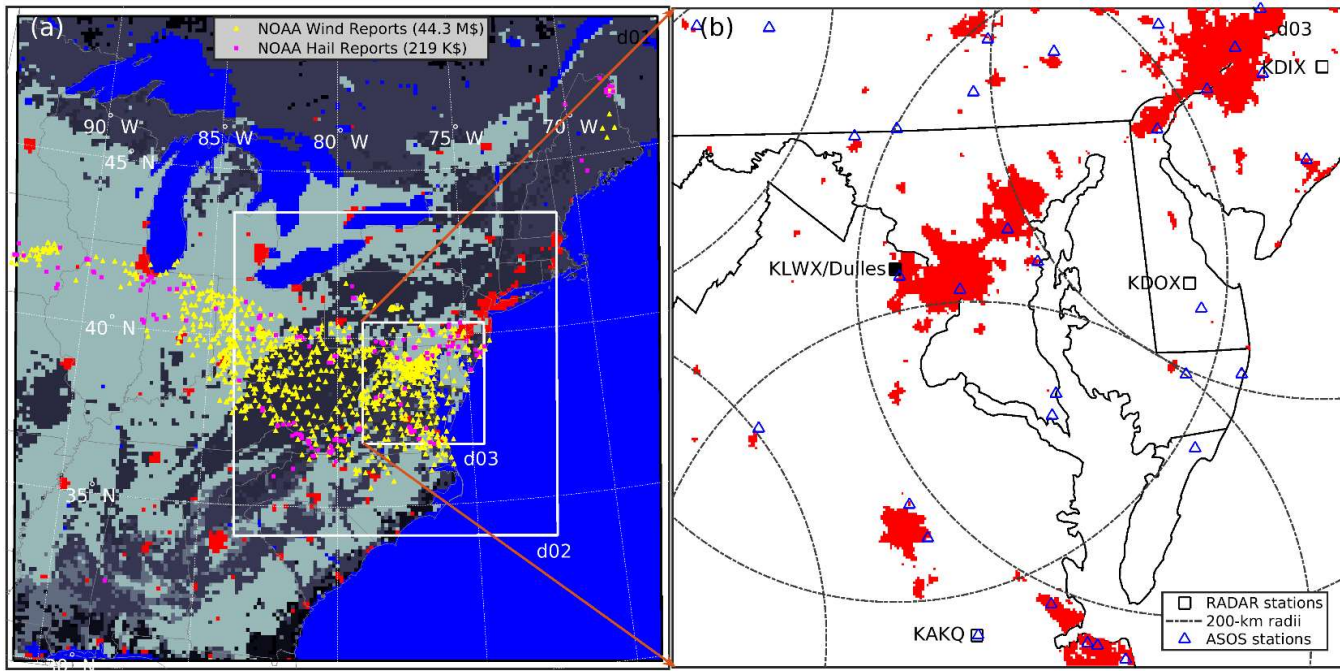 (a)
NOAA Wind Reports (44.3 M$)
NOAA Hail Reports (219 K$)
d01
90° W
85° W
80° W
75° W
70° W
45° N
40° N
35° N
30° N
d03
d02
(b)
d03
KDIX
KLWX/Dulles
KDOX
KAKQ
RADAR stations
200-km radii
ASOS stations